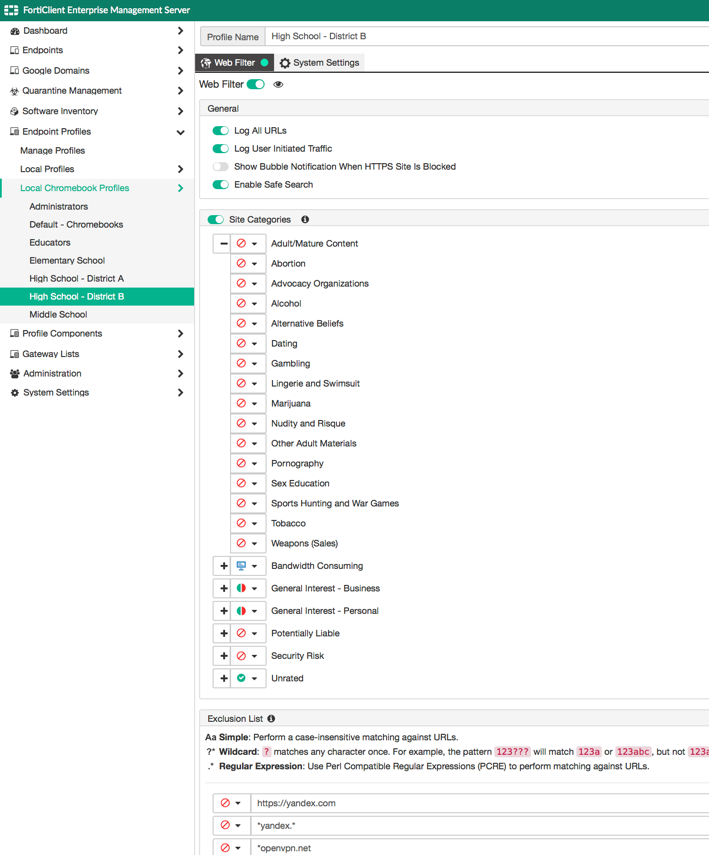 FortiClient Enterprise Management Server
Dashboard
Endpoints
Google Domains
Quarantine Management
Software Inventory
Endpoint Profiles
Manage Profiles
Local Profiles
Local Chromebook Profiles
Administrators
Default - Chromebooks
Educators
Elementary School
High School - District A
High School - District B
Middle School
Profile Components
Gateway Lists
Administration
System Settings
Profile Name High School - District B
Web Filter System Settings
Web Filter
General
Log All URLs
Log User Initiated Traffic
Show Bubble Notification When HTTPS Site Is Blocked
Enable Safe Search
Site Categories
Adult/Mature Content
Abortion
Advocacy Organizations
Alcohol
Alternative Beliefs
Dating
Gambling
Lingerie and Swimsuit
Marijuana
Nudity and Risque
Other Adult Materials
Pornography
Sex Education
Sports Hunting and War Games
Tobacco
Weapons (Sales)
Bandwidth Consuming
General Interest - Business
General Interest - Personal
Potentially Liable
Security Risk
Unrated
Exclusion List
Aa Simple: Perform a case-insensitive matching against URLs.
?* Wildcard: ? matches any character once. For example, the pattern 123??? will match 123a or 123abc, but not 123a
.* Regular Expression: Use Perl Compatible Regular Expressions (PCRE) to perform matching against URLs.
https://yandex.com
*yandex.*
*openvpn.net